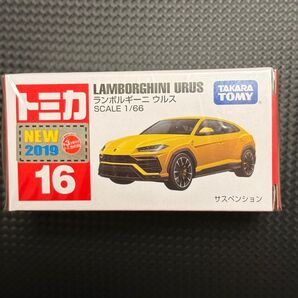 トミカ
NEW
2019
16
LAMBORGHINI URUS
ランボルギーニ ウルス
SCALE 1/66
TAKARA
TOMY
サスペンション